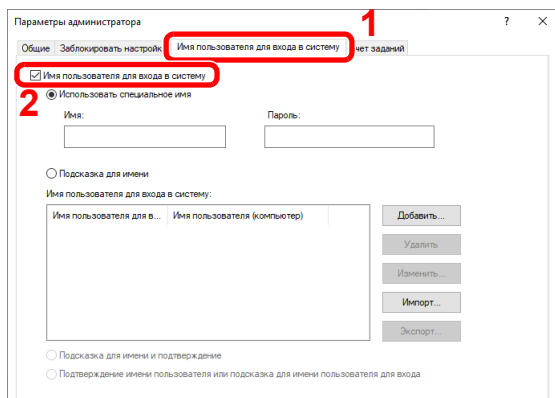 1
Параметры администратора ? ×
Общие Заблокировать настройк Имя пользователя для входа в систему чет заданий
Имя пользователя для входа в систему
2
Использовать специальное имя
Имя: Пароль:
Подсказка для имени
Имя пользователя для входа в систему:
Имя пользователя для в... Имя пользователя (компьютер) Добавить...
Удалить
Изменить...
Импорт...
Экспорт...
Подсказка для имени и подтверждение
Подтверждение имени пользователя или подсказка для имени пользователя для входа